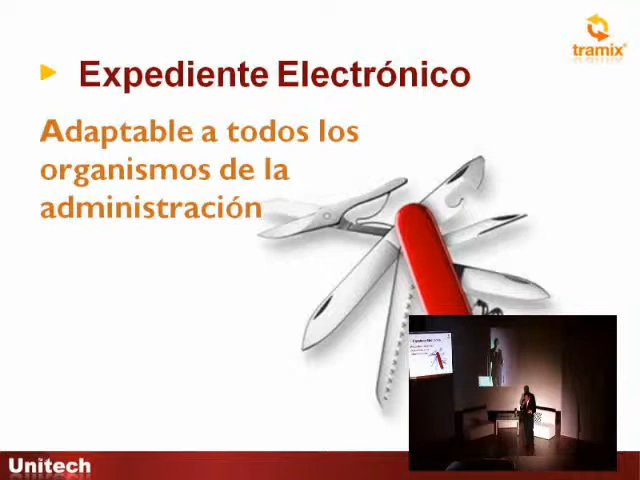 tramix
Expediente Electrónico
Adaptable a todos los
organismos de la
administración
Unitech